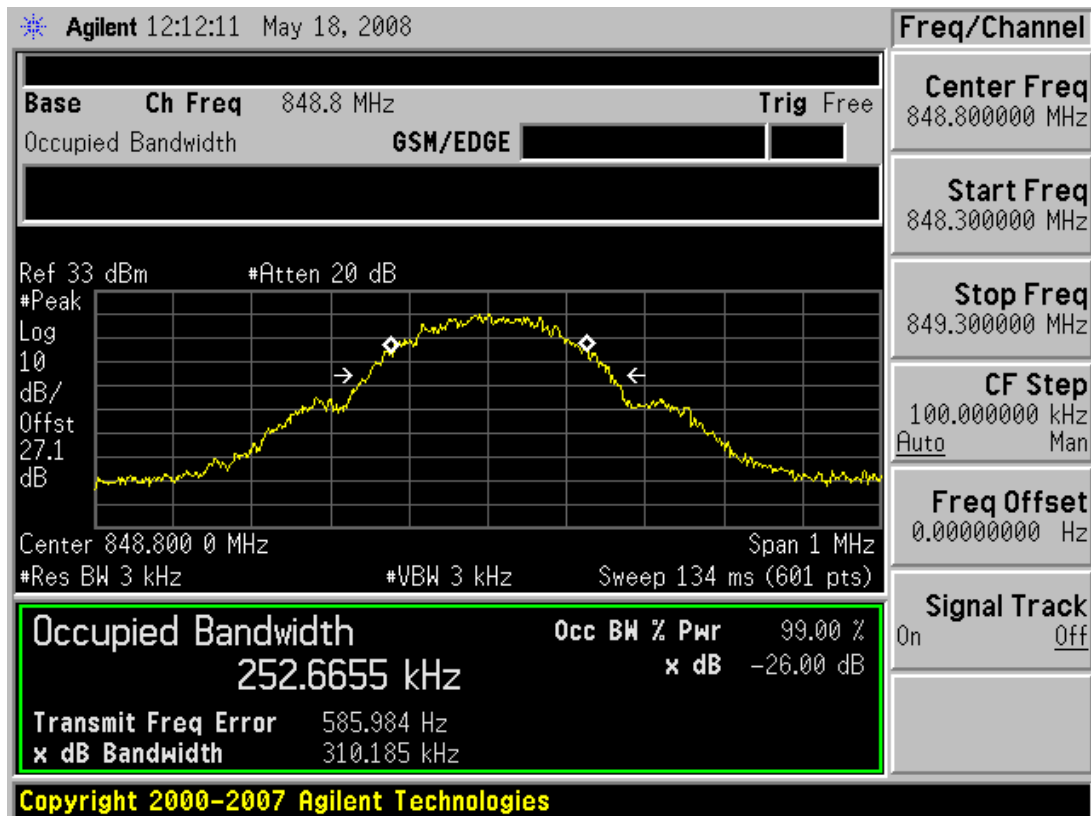 Agilent 12:12:11 May 18, 2008
Freq/Channel
Base Ch Freq 848.8 MHz Trig Free
Occupied Bandwidth GSM/EDGE
Ref 33 dBm #Atten 20 dB
#Peak
Log
10
dB/
Offst
27.1
dB
Center 848.800 0 MHz Span 1 MHz
#Res BW 3 kHz #VBW 3 kHz Sweep 134 ms (601 pts)
Occupied Bandwidth Occ BW % Pwr 99.00 %
252.6655 kHz x dB -26.00 dB
Transmit Freq Error 585.984 Hz
x dB Bandwidth 310.185 kHz
Copyright 2000-2007 Agilent Technologies
Center Freq
848.800000 MHz
Start Freq
848.300000 MHz
Stop Freq
849.300000 MHz
CF Step
100.000000 kHz
Auto Man
Freq Offset
0.00000000 Hz
Signal Track
On Off